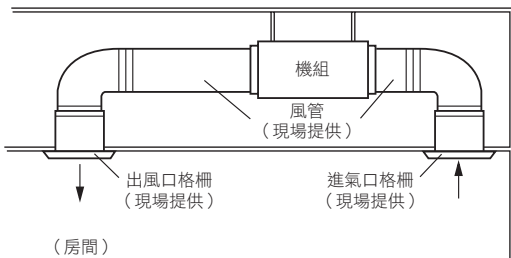 機組
風管
（現場提供）
出風口格柵
（現場提供）
進氣口格柵
（現場提供）
（房間）